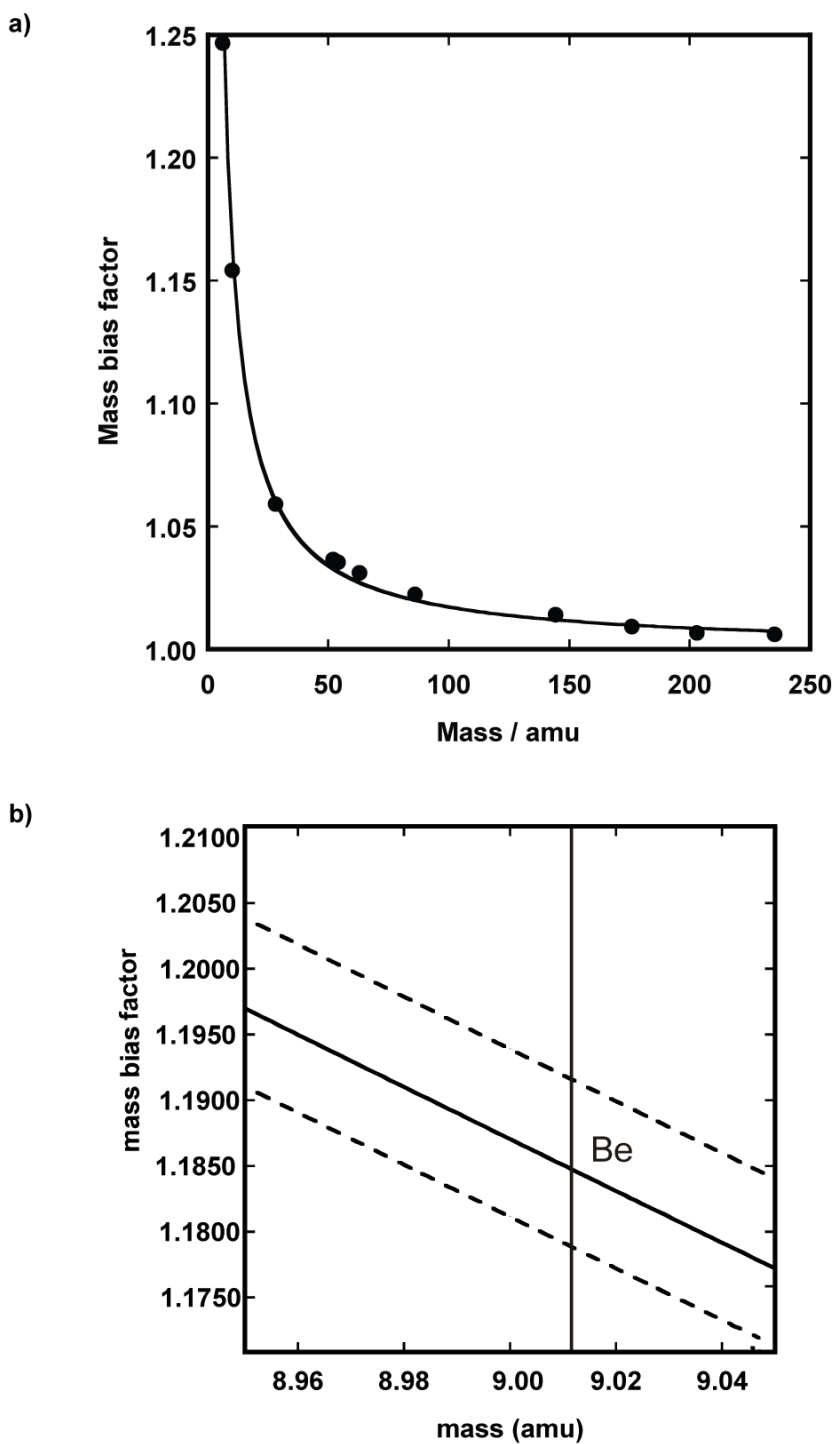 a)
1.25
1.20
1.15
1.10
1.05
1.00
Mass bias factor
0 50 100 150 200 250
Mass / amu
b)
1.2100
1.2050
1.2000
1.1950
1.1900
1.1850
1.1800
1.1750
mass bias factor
Be
8.96 8.98 9.00 9.02 9.04
mass (amu)